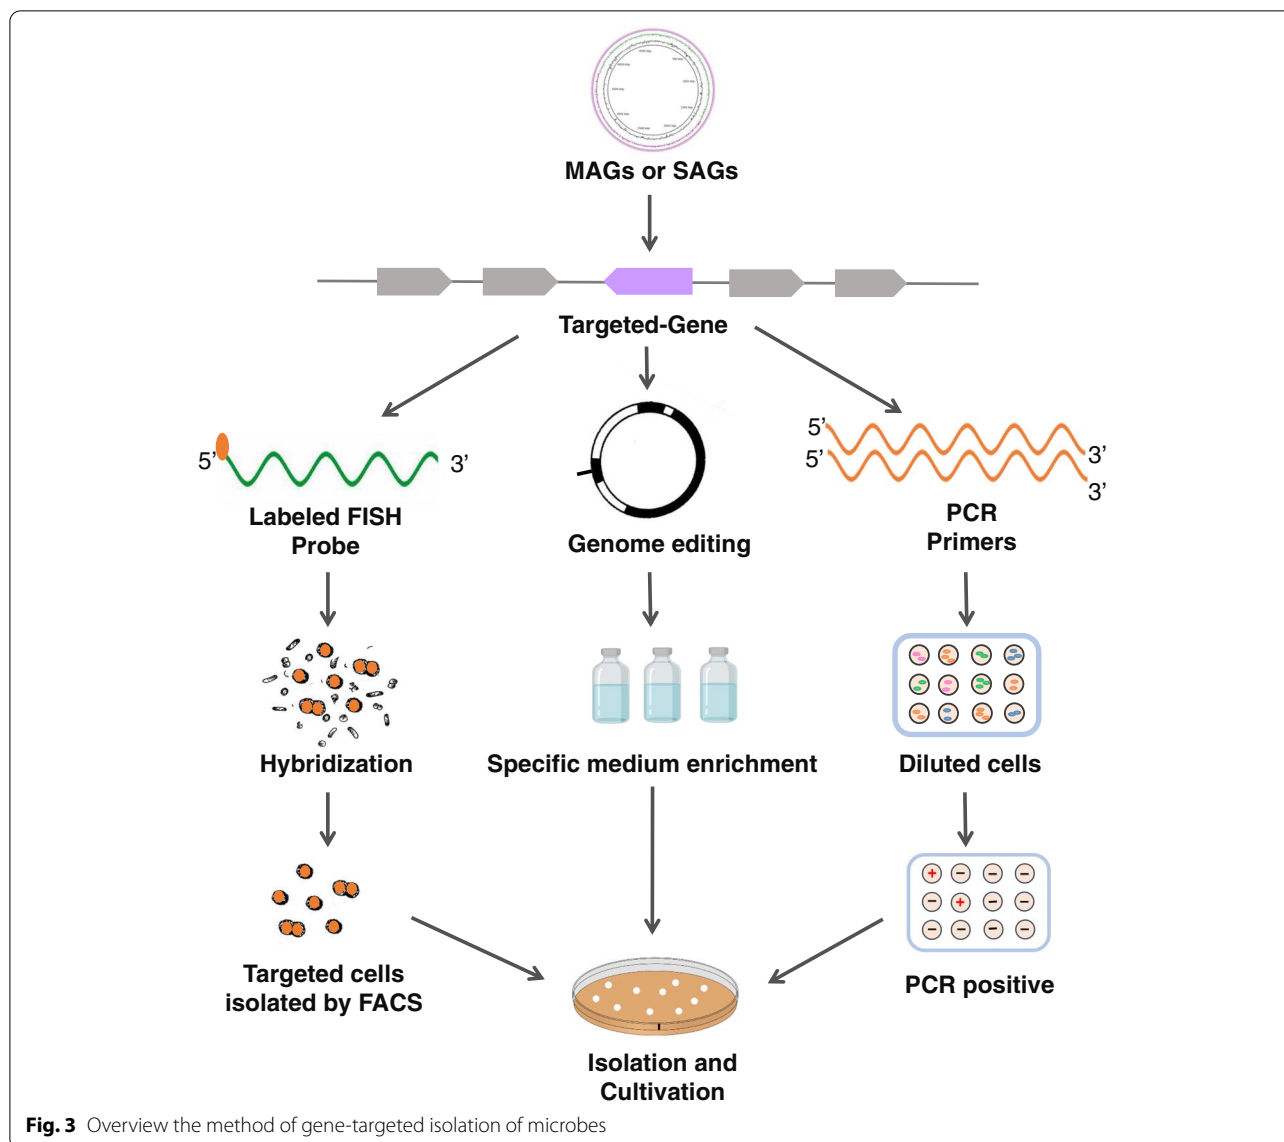 MAGs or SAGs
Targeted-Gene
5’
3’
Labeled FISH
Probe
Genome editing
5’
5’
3’
3’
PCR
Primers
Hybridization
Specific medium enrichment
Diluted cells
+ − − −
− + − −
− − − −
Targeted cells
isolated by FACS
PCR positive
Isolation and
Cultivation
Fig. 3 Overview the method of gene-targeted isolation of microbes